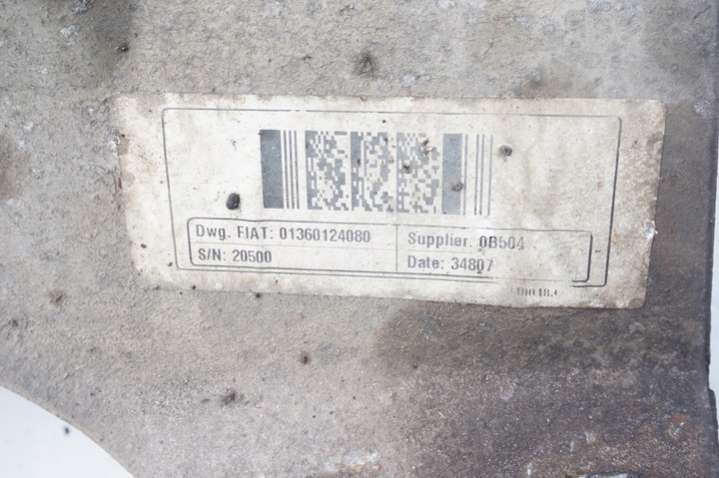 Dwg. FIAT: 01360124080
Supplier. 0B504
S/N: 20500
Date: 34807